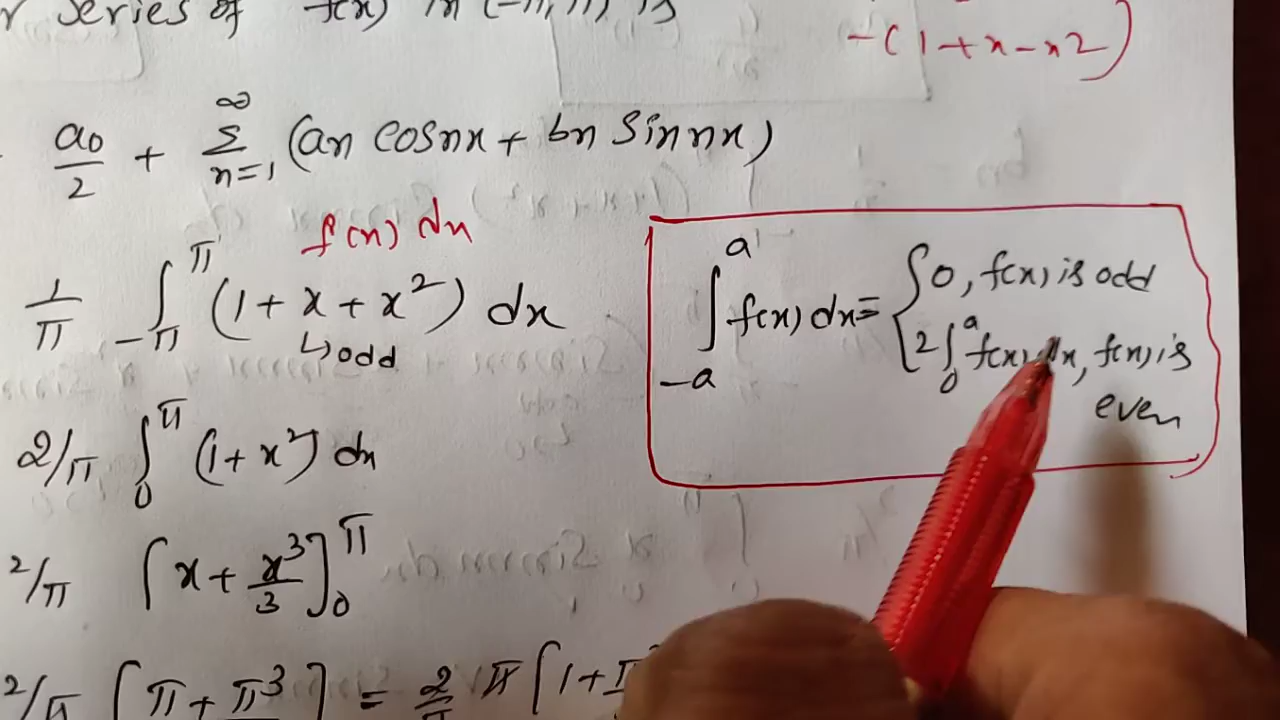 r series of f(x) in (-π, π) is
-(1+x-x2)
a0/2 + Σ n=1 ∞ (an cosnx + bn sinnx)
f(x) dx
1/π ∫ -π π (1 + x + x²) dx
↳odd
2/π ∫ 0 π (1 + x²) dx
2/π [x + x³/3] 0 π
2/π [π + π³ ] = 2/π π [1 + π
∫ -a a f(x) dx = { 0, f(x) is odd
2 ∫ 0 a f(x) dx, f(x) is
even